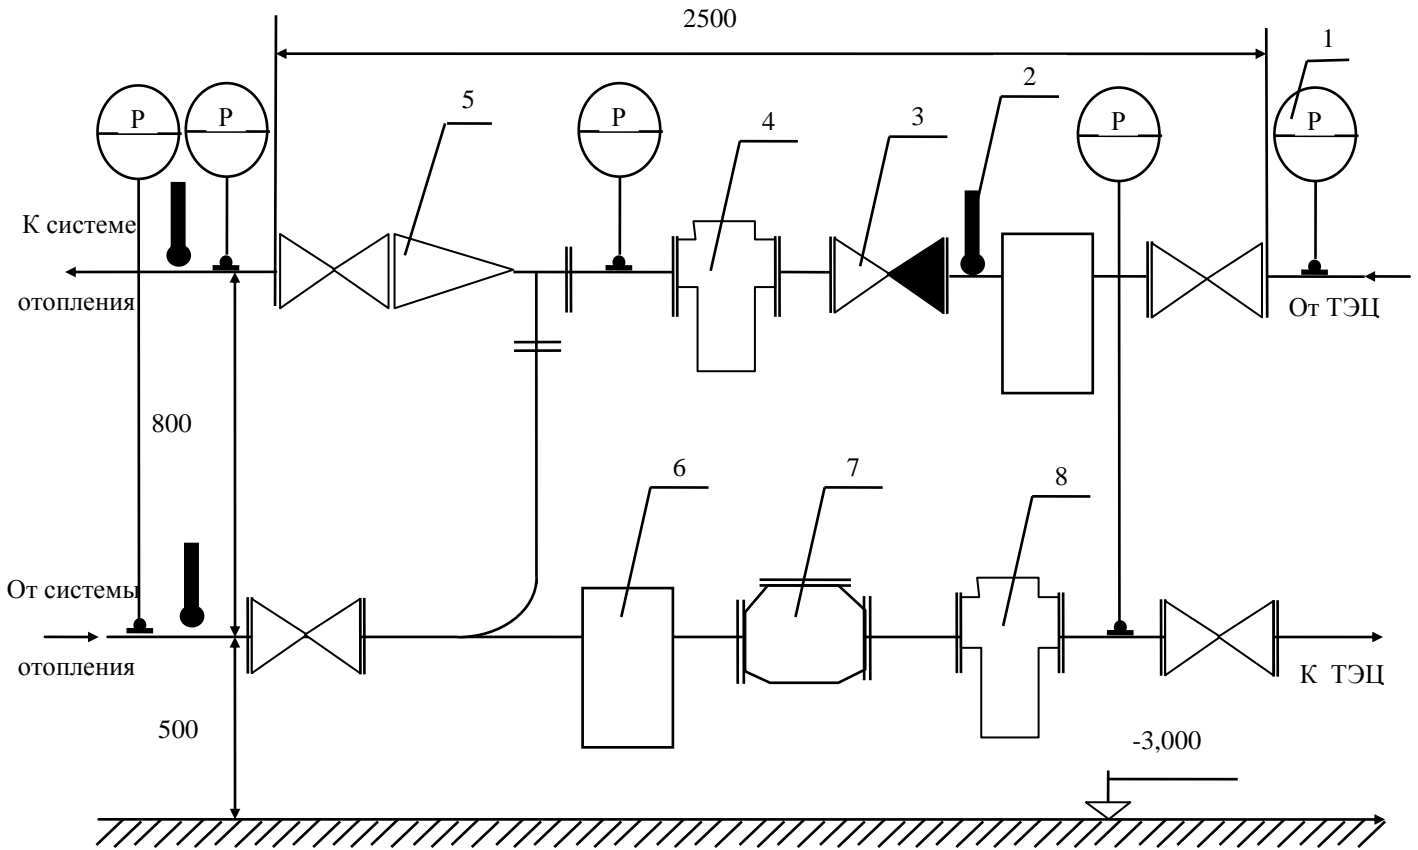 2500
1
2
5
4
3
P
P
P
P
P
К системе
отопления
От ТЭЦ
800
6
7
8
От системы
отопления
К ТЭЦ
500
-3,000